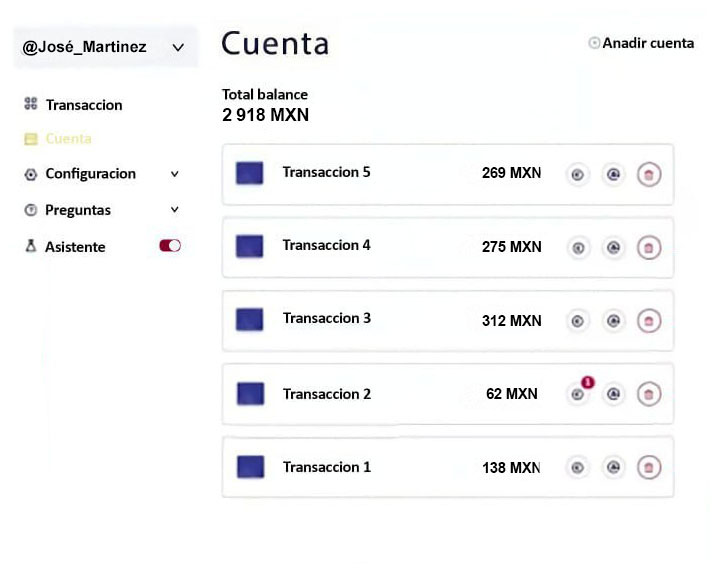 @José_Martinez
Cuenta
Anadir cuenta
Transaccion
Cuenta
Configuracion
Preguntas
Asistente
Total balance
2 918 MXN
Transaccion 5 269 MXN
Transaccion 4 275 MXN
Transaccion 3 312 MXN
1
Transaccion 2 62 MXN
Transaccion 1 138 MXN